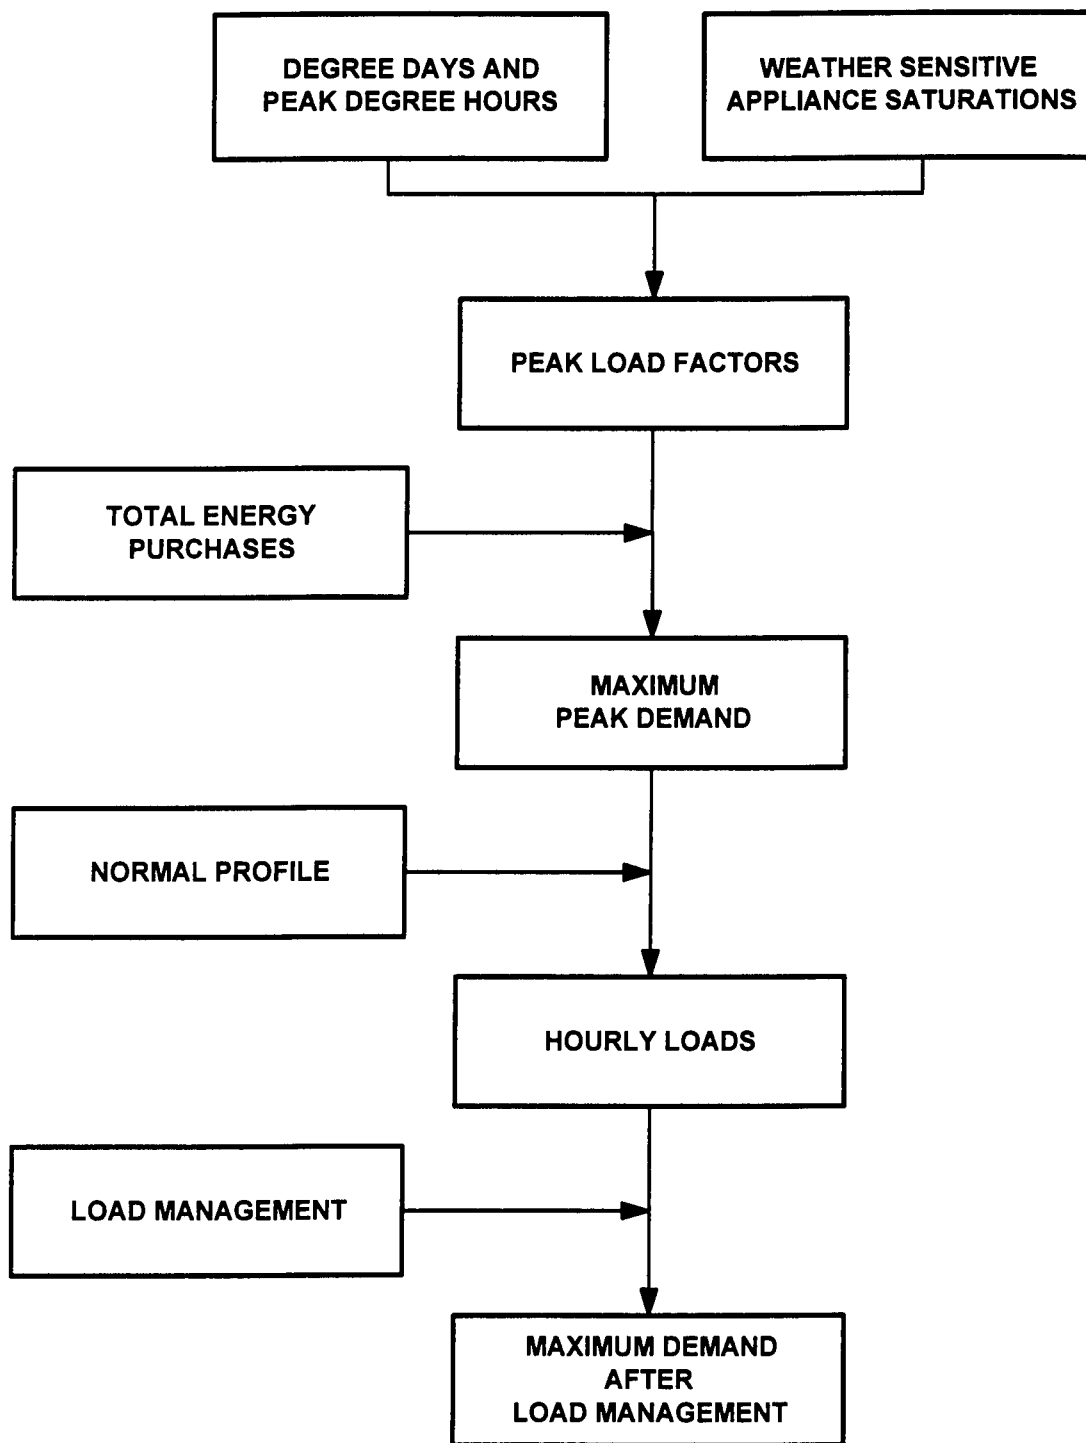 DEGREE DAYS AND
PEAK DEGREE HOURS
WEATHER SENSITIVE
APPLIANCE SATURATIONS
PEAK LOAD FACTORS
TOTAL ENERGY
PURCHASES
MAXIMUM
PEAK DEMAND
NORMAL PROFILE
HOURLY LOADS
LOAD MANAGEMENT
MAXIMUM DEMAND
AFTER
LOAD MANAGEMENT